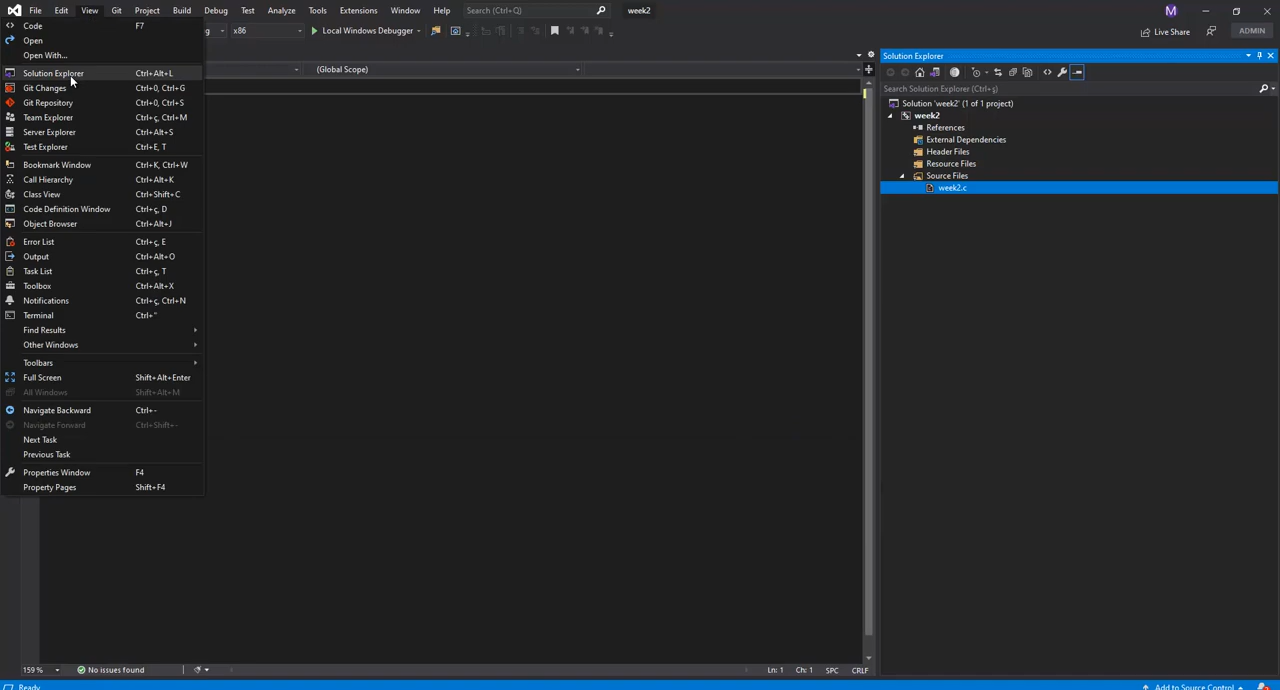 File Edit View Git Project Build Debug Test Analyze Tools Extensions Window Help Search (Ctrl+Q) week2 M
Live Share ADMIN
g x86 Local Windows Debugger
(Global Scope)
Code F7
Open
Open With...
Solution Explorer Ctrl+Alt+L
Git Changes Ctrl+0, Ctrl+G
Git Repository Ctrl+0, Ctrl+S
Team Explorer Ctrl+ç, Ctrl+M
Server Explorer Ctrl+Alt+S
Test Explorer Ctrl+E, T
Bookmark Window Ctrl+K, Ctrl+W
Call Hierarchy Ctrl+Alt+K
Class View Ctrl+Shift+C
Code Definition Window Ctrl+ç, D
Object Browser Ctrl+Alt+J
Error List Ctrl+ç, E
Output Ctrl+Alt+O
Task List Ctrl+ç, T
Toolbox Ctrl+Alt+X
Notifications Ctrl+ç, Ctrl+N
Terminal Ctrl+"
Find Results
Other Windows
Toolbars
Full Screen Shift+Alt+Enter
All Windows Shift+Alt+M
Navigate Backward Ctrl+-
Navigate Forward Ctrl+Shift+-
Next Task
Previous Task
Properties Window F4
Property Pages Shift+F4
Solution Explorer
Search Solution Explorer (Ctrl+ş)
Solution 'week2' (1 of 1 project)
week2
References
External Dependencies
Header Files
Resource Files
Source Files
week2.c
159 % No issues found Ln: 1 Ch: 1 SPC CRLF
Ready Add to Source Control